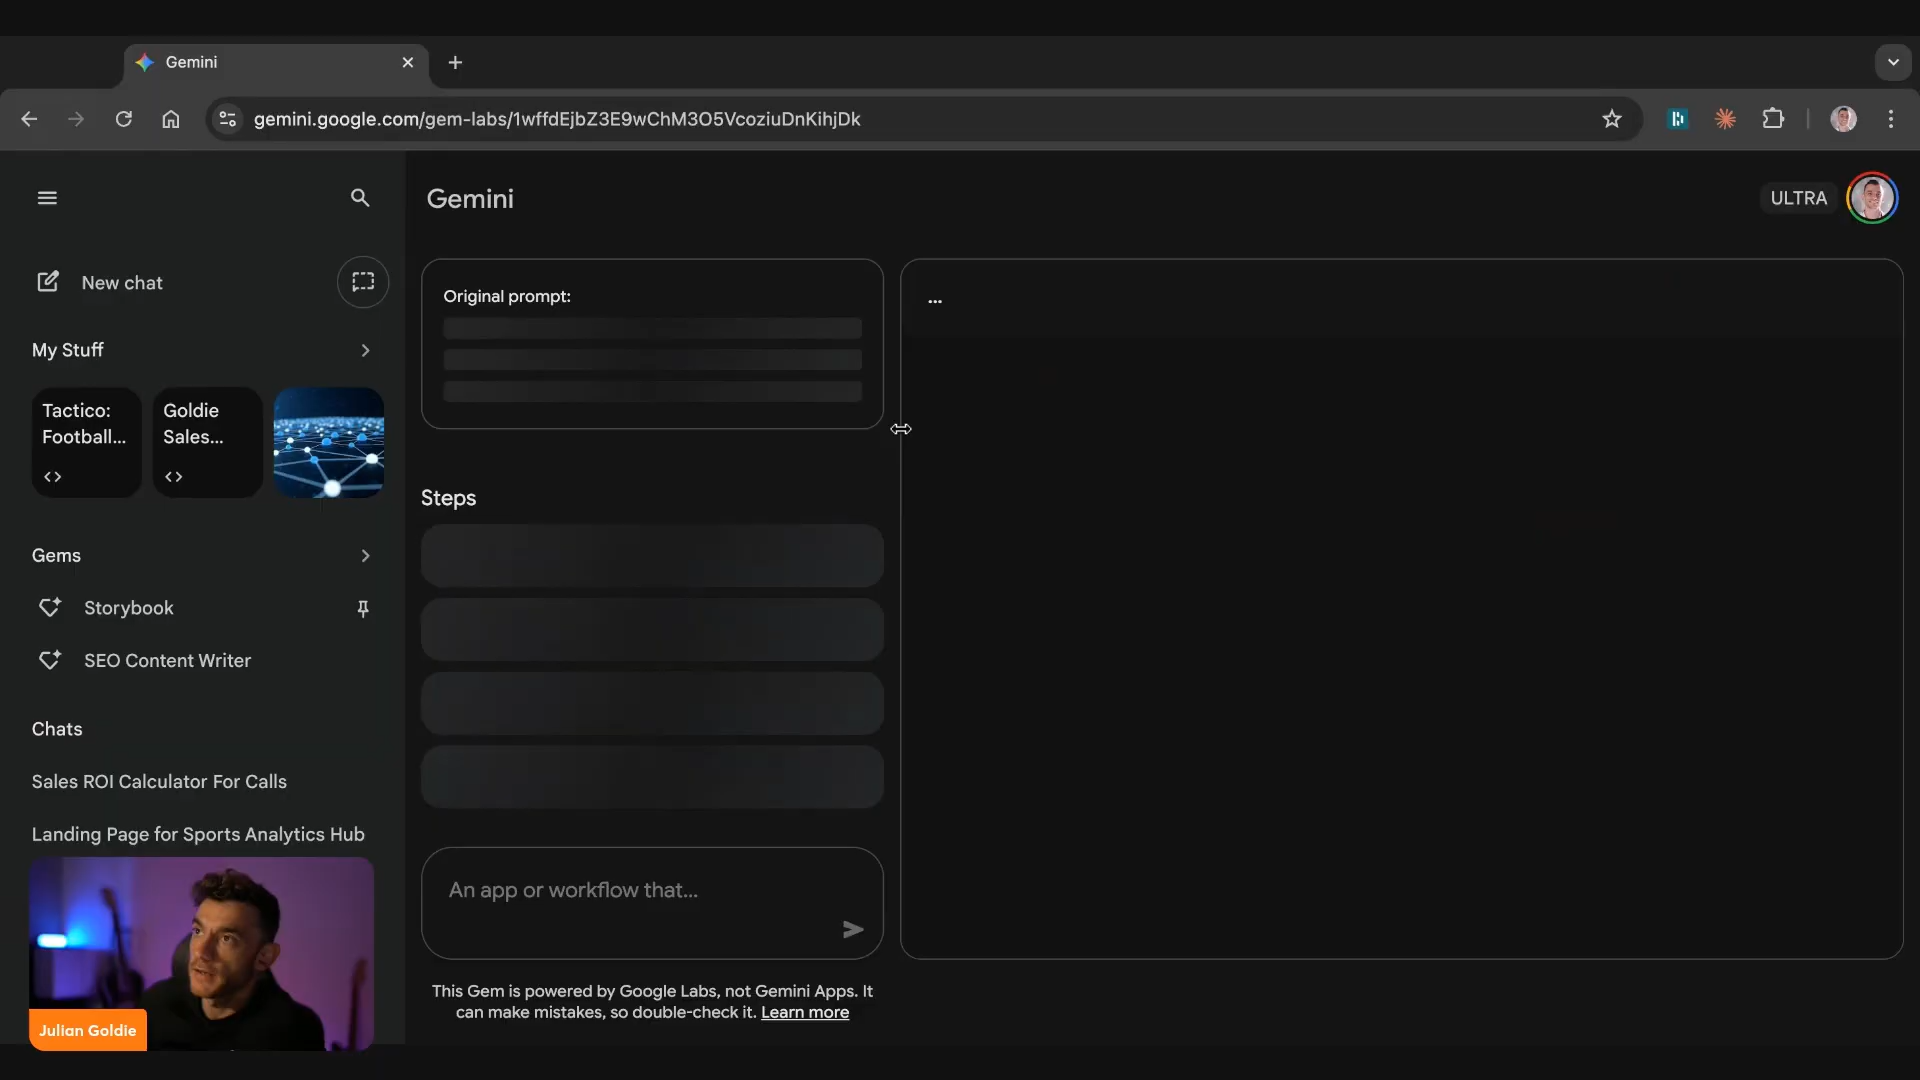 Gemini
gemini.google.com/gem-labs/1wffdEjbZ3E9wChM3O5VcoziuDnKihjDk
Gemini
ULTRA
New chat
My Stuff
Tactico:
Football...
Goldie
Sales...
Gems
Storybook
SEO Content Writer
Chats
Sales ROI Calculator For Calls
Landing Page for Sports Analytics Hub
Julian Goldie
Original prompt:
...
Steps
An app or workflow that...
This Gem is powered by Google Labs, not Gemini Apps. It
can make mistakes, so double-check it. Learn more